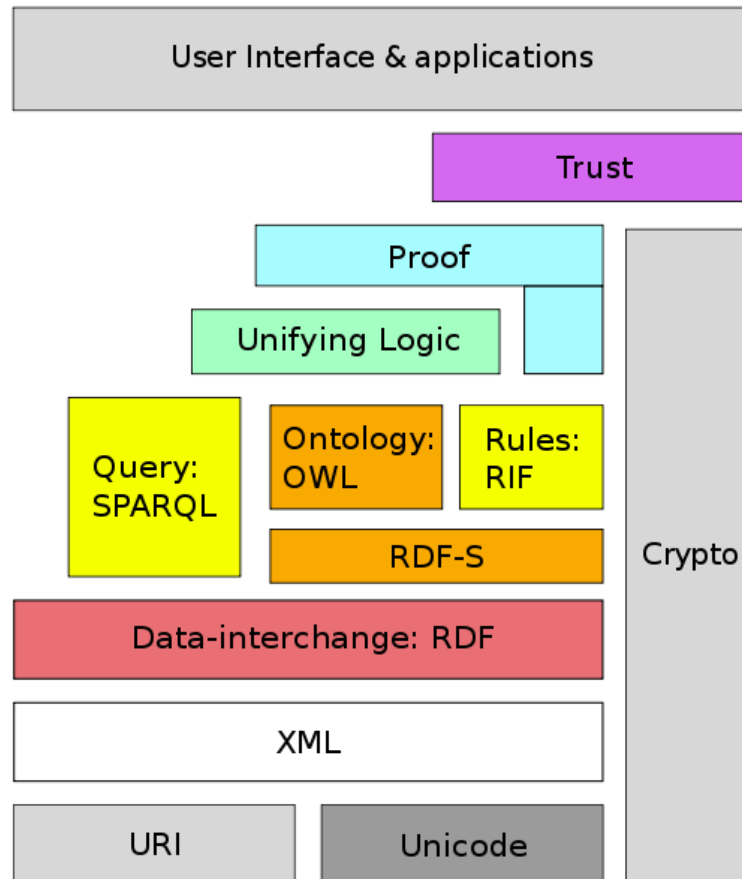 User Interface & applications
Trust
Proof
Unifying Logic
Query:
SPARQL
Ontology:
OWL
Rules:
RIF
RDF-S
Crypto
Data-interchange: RDF
XML
URI
Unicode